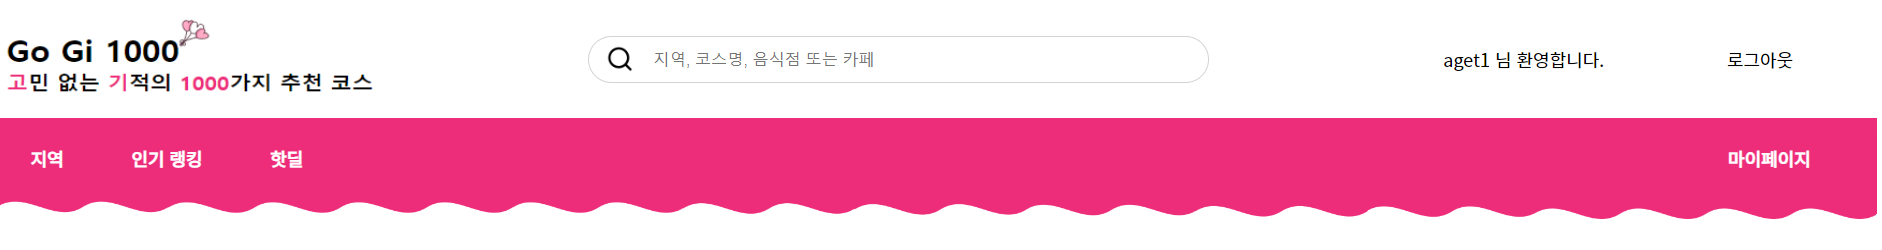 Go Gi 1000
고민 없는 기적의 1000가지 추천 코스
지역, 코스명, 음식점 또는 카페
aget1 님 환영합니다.
로그아웃
지역
인기 랭킹
핫딜
마이페이지